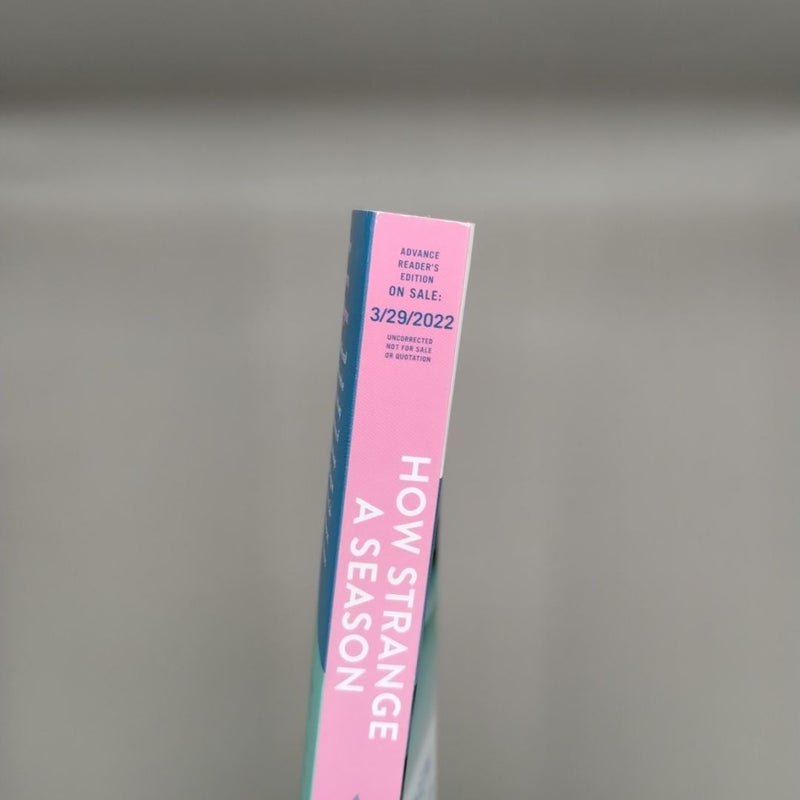 ADVANCE
READER'S
EDITION
ON SALE:
3/29/2022
UNCORRECTED
NOT FOR SALE
OR QUOTATION
HOW STRANGE
A SEASON